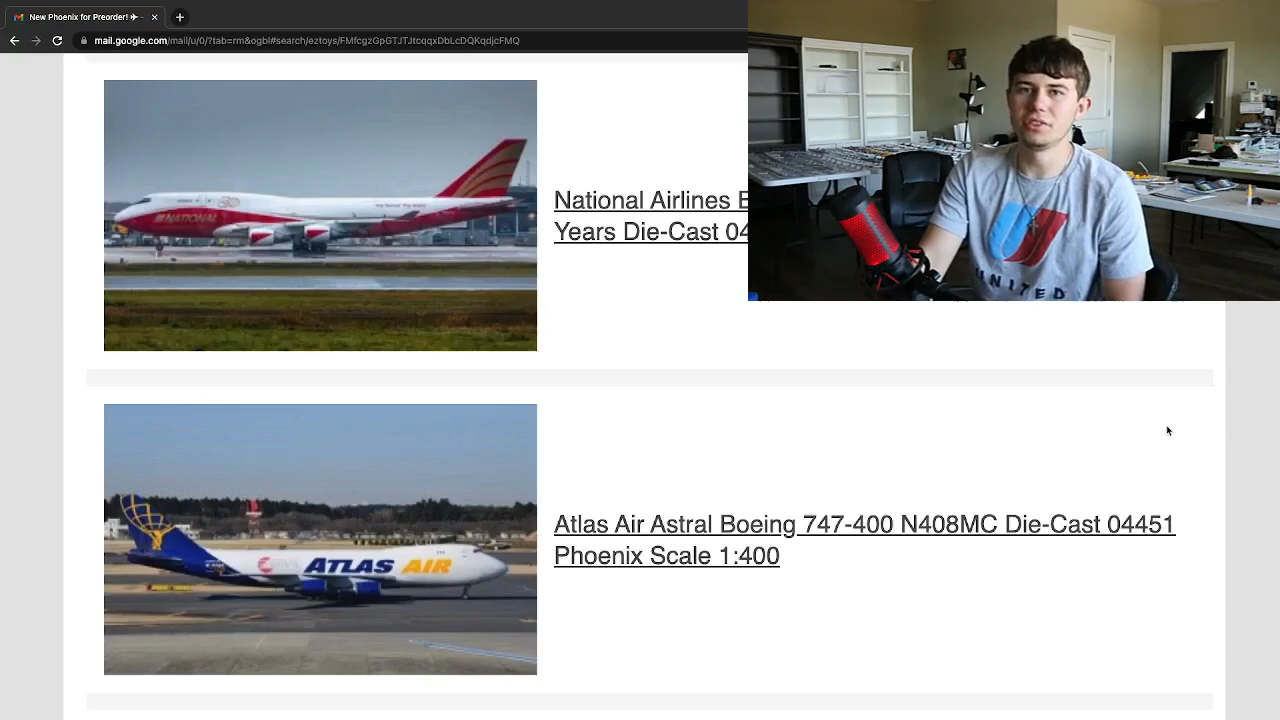 New Phoenix for Preorder! ✈ -
mail.google.com/mail/u/0/?tab=rm&ogbl#search/eztoys/FMfcgzGpGTJTJtcqqxDbLcDQKqdjcFMQ
NATIONAL
National Airlines B
Years Die-Cast 04
UNITED
ATLAS AIR
Atlas Air Astral Boeing 747-400 N408MC Die-Cast 04451
Phoenix Scale 1:400